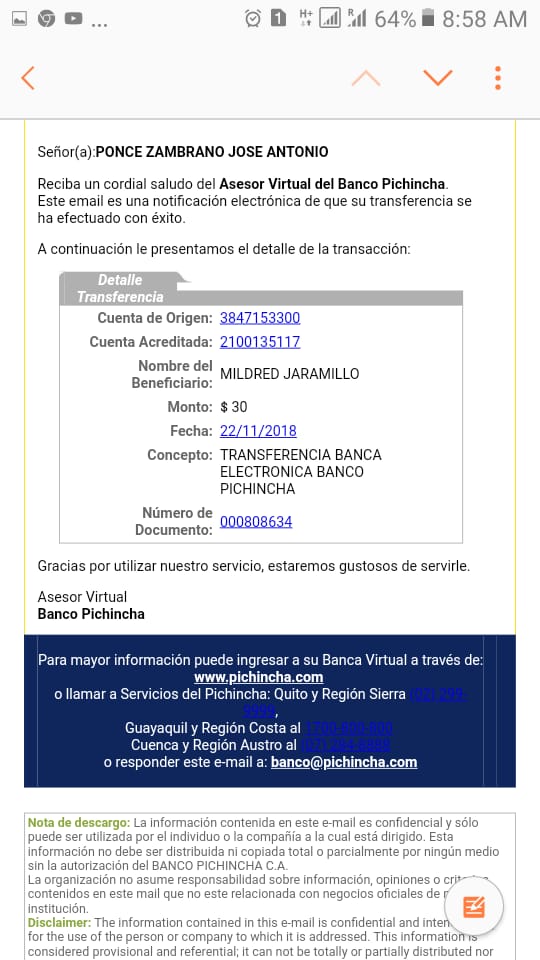 ... 1 H+ R 64% 8:58 AM
Señor(a):PONCE ZAMBRANO JOSE ANTONIO
Reciba un cordial saludo del Asesor Virtual del Banco Pichincha.
Este email es una notificación electrónica de que su transferencia se
ha efectuado con éxito.
A continuación le presentamos el detalle de la transacción:
Detalle
Transferencia
Cuenta de Origen: 3847153300
Cuenta Acreditada: 2100135117
Nombre del
Beneficiario: MILDRED JARAMILLO
Monto: $ 30
Fecha: 22/11/2018
Concepto: TRANSFERENCIA BANCA
ELECTRONICA BANCO
PICHINCHA
Número de
Documento: 000808634
Gracias por utilizar nuestro servicio, estaremos gustosos de servirle.
Asesor Virtual
Banco Pichincha
Para mayor información puede ingresar a su Banca Virtual a través de:
www.pichincha.com
o llamar a Servicios del Pichincha: Quito y Región Sierra (02) 299-
9999,
Guayaquil y Región Costa al 1700-800-800
Cuenca y Región Austro al (07) 284-8888
o responder este e-mail a: banco@pichincha.com
Nota de descargo: La información contenida en este e-mail es confidencial y sólo
puede ser utilizada por el individuo o la compañía a la cual está dirigido. Esta
información no debe ser distribuida ni copiada total o parcialmente por ningún medio
sin la autorización del BANCO PICHINCHA C.A.
La organización no asume responsabilidad sobre información, opiniones o
contenidos en este mail que no este relacionada con negocios oficiales de
institución.
Disclaimer: The information contained in this e-mail is confidential and
for the use of the person or company to which it is addressed. This information is
considered provisional and referential; it can not be totally or partially distributed nor